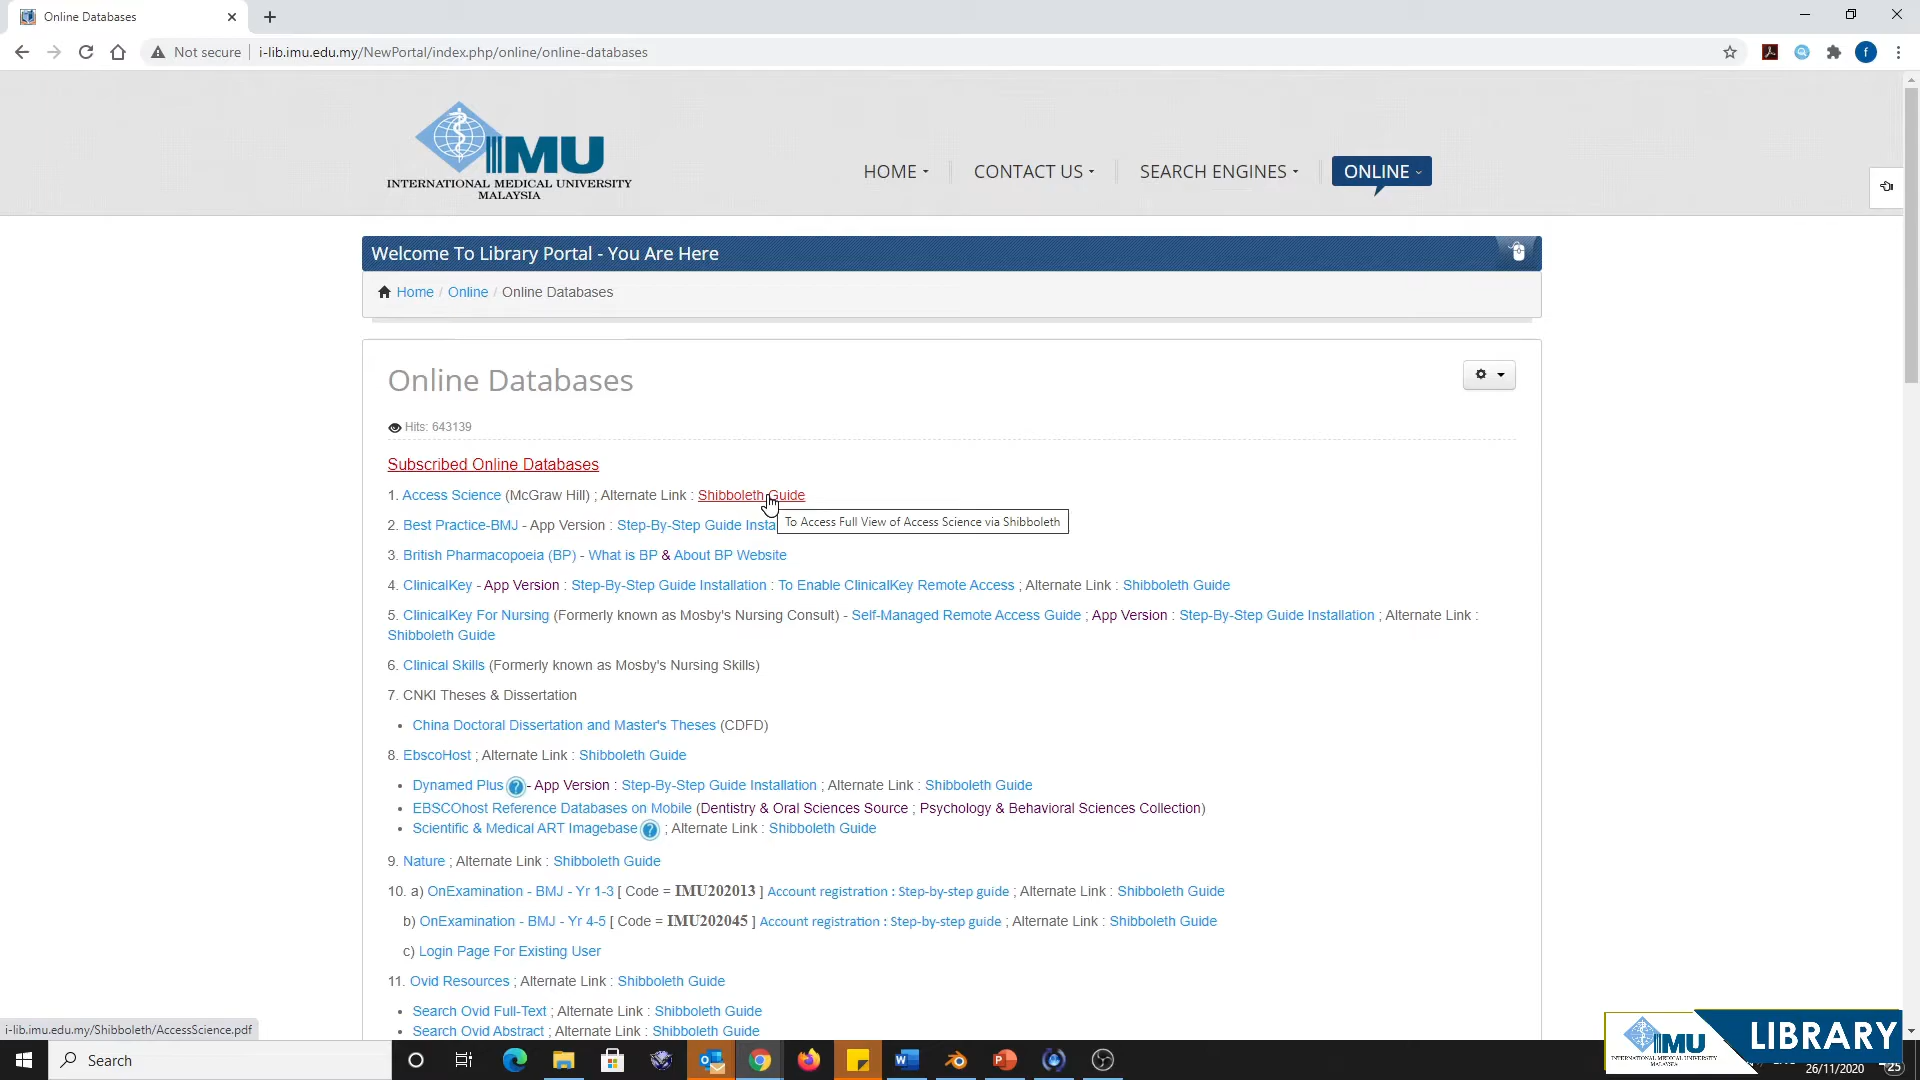 Online Databases
Not secure
i-lib.imu.edu.my/NewPortal/index.php/online/online-databases
f
IMU
INTERNATIONAL MEDICAL UNIVERSITY
MALAYSIA
HOME
CONTACT US
SEARCH ENGINES
ONLINE
Welcome To Library Portal - You Are Here
Home / Online / Online Databases
Online Databases
Hits: 643139
Subscribed Online Databases
1. Access Science (McGraw Hill) ; Alternate Link : Shibboleth Guide
To Access Full View of Access Science via Shibboleth
2. Best Practice-BMJ - App Version : Step-By-Step Guide Insta
3. British Pharmacopoeia (BP) - What is BP & About BP Website
4. ClinicalKey - App Version : Step-By-Step Guide Installation : To Enable ClinicalKey Remote Access ; Alternate Link : Shibboleth Guide
5. ClinicalKey For Nursing (Formerly known as Mosby's Nursing Consult) - Self-Managed Remote Access Guide ; App Version : Step-By-Step Guide Installation ; Alternate Link :
Shibboleth Guide
6. Clinical Skills (Formerly known as Mosby's Nursing Skills)
7. CNKI Theses & Dissertation
• China Doctoral Dissertation and Master's Theses (CDFD)
8. EbscoHost ; Alternate Link : Shibboleth Guide
• Dynamed Plus ? - App Version : Step-By-Step Guide Installation ; Alternate Link : Shibboleth Guide
• EBSCOhost Reference Databases on Mobile (Dentistry & Oral Sciences Source ; Psychology & Behavioral Sciences Collection)
• Scientific & Medical ART Imagebase ? ; Alternate Link : Shibboleth Guide
9. Nature ; Alternate Link : Shibboleth Guide
10. a) OnExamination - BMJ - Yr 1-3 [ Code = IMU202013 ] Account registration : Step-by-step guide ; Alternate Link : Shibboleth Guide
b) OnExamination - BMJ - Yr 4-5 [ Code = IMU202045 ] Account registration : Step-by-step guide ; Alternate Link : Shibboleth Guide
c) Login Page For Existing User
11. Ovid Resources ; Alternate Link : Shibboleth Guide
• Search Ovid Full-Text ; Alternate Link : Shibboleth Guide
• Search Ovid Abstract ; Alternate Link : Shibboleth Guide
i-lib.imu.edu.my/Shibboleth/AccessScience.pdf
IMU
INTERNATIONAL MEDICAL UNIVERSITY
MALAYSIA
LIBRARY
Search
26/11/2020
25